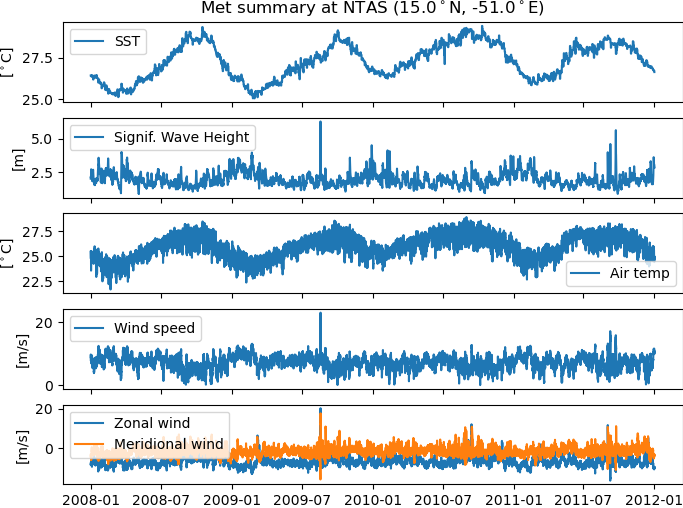 Met summary at NTAS (15.0°N, -51.0°E)
[°C]
27.5
25.0
SST
[m]
5.0
2.5
Signif. Wave Height
[°C]
27.5
25.0
22.5
Air temp
[m/s]
20
0
Wind speed
[m/s]
20
0
Zonal wind
Meridional wind
2008-01 2008-07 2009-01 2009-07 2010-01 2010-07 2011-01 2011-07 2012-01